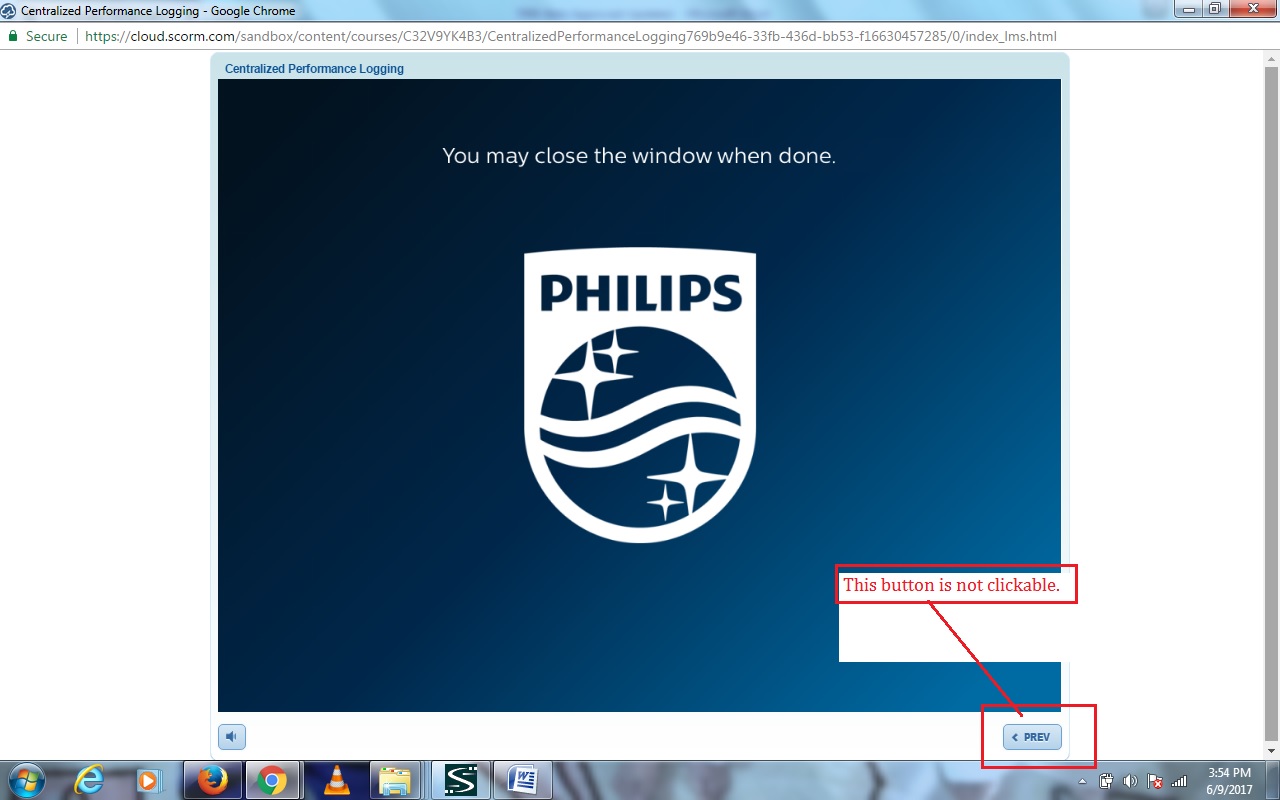 Centralized Performance Logging - Google Chrome
Secure
https://cloud.scorm.com/sandbox/content/courses/C32V9YK4B3/CentralizedPerformanceLogging769b9e46-33fb-436d-bb53-f16630457285/0/index_lms.html
Centralized Performance Logging
You may close the window when done.
PHILIPS
This button is not clickable.
PREV
3:54 PM
6/9/2017